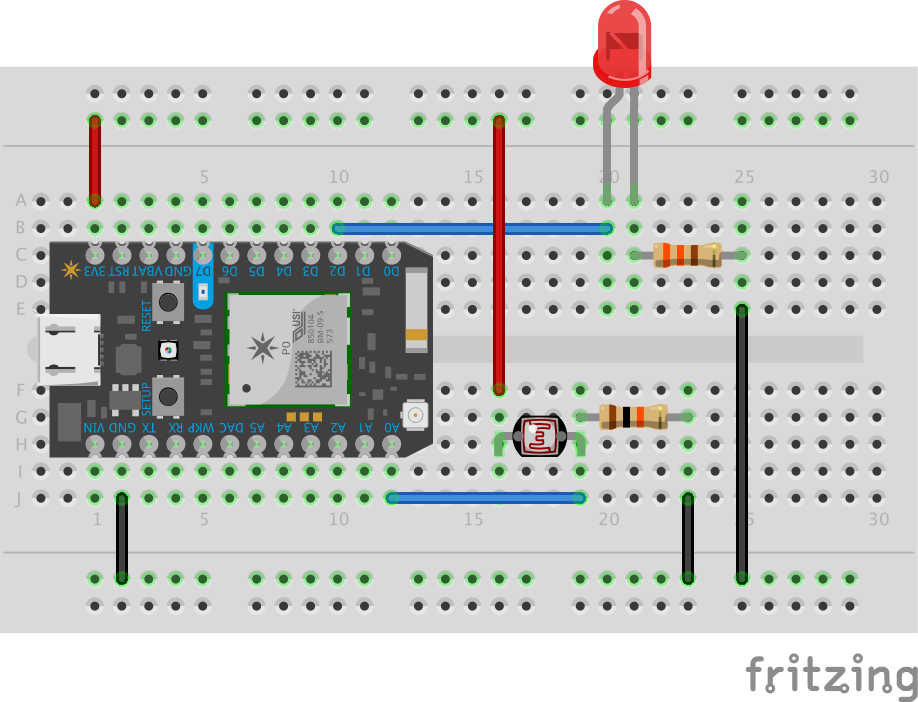 5 10 15 20 25 30
A
B
C
D
E
F
G
H
I
J
3V3 RST VBAT GND D7 D6 D5 D4 D3 D2 D1 D0
RESET
SETUP
P0
USI
850104
BM-09-S
573
VIN GND TX RX WKP DAC A5 A4 A3 A2 A1 A0
1 5 10 15 20 25 30
fritzing